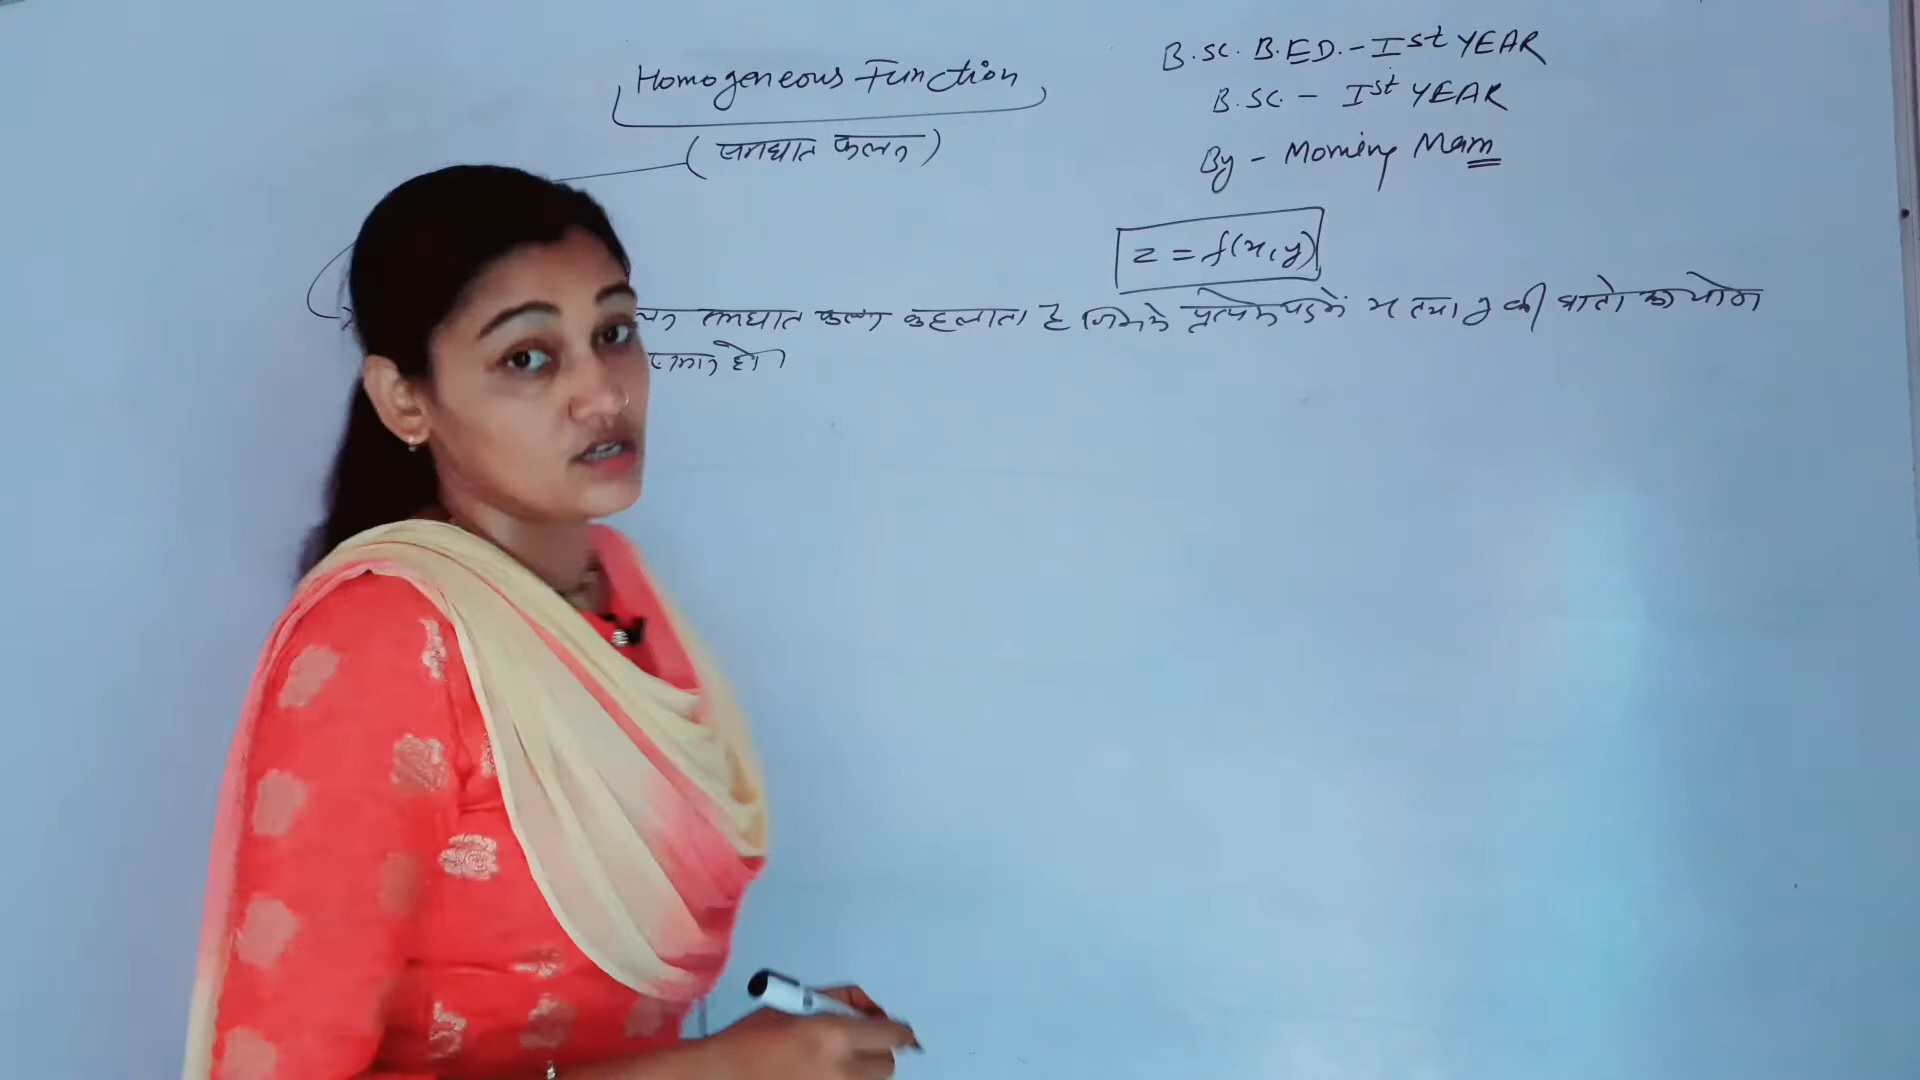 Homogeneous Function
(समघात फलन)
B.Sc. B.ED. - Ist YEAR
B.Sc. - Ist YEAR
By - Morning Mam
z = f(x, y)
समघात फलन कहलाता है जिसके प्रत्येक पद में x तथा y की घातो का योग
समान हो।